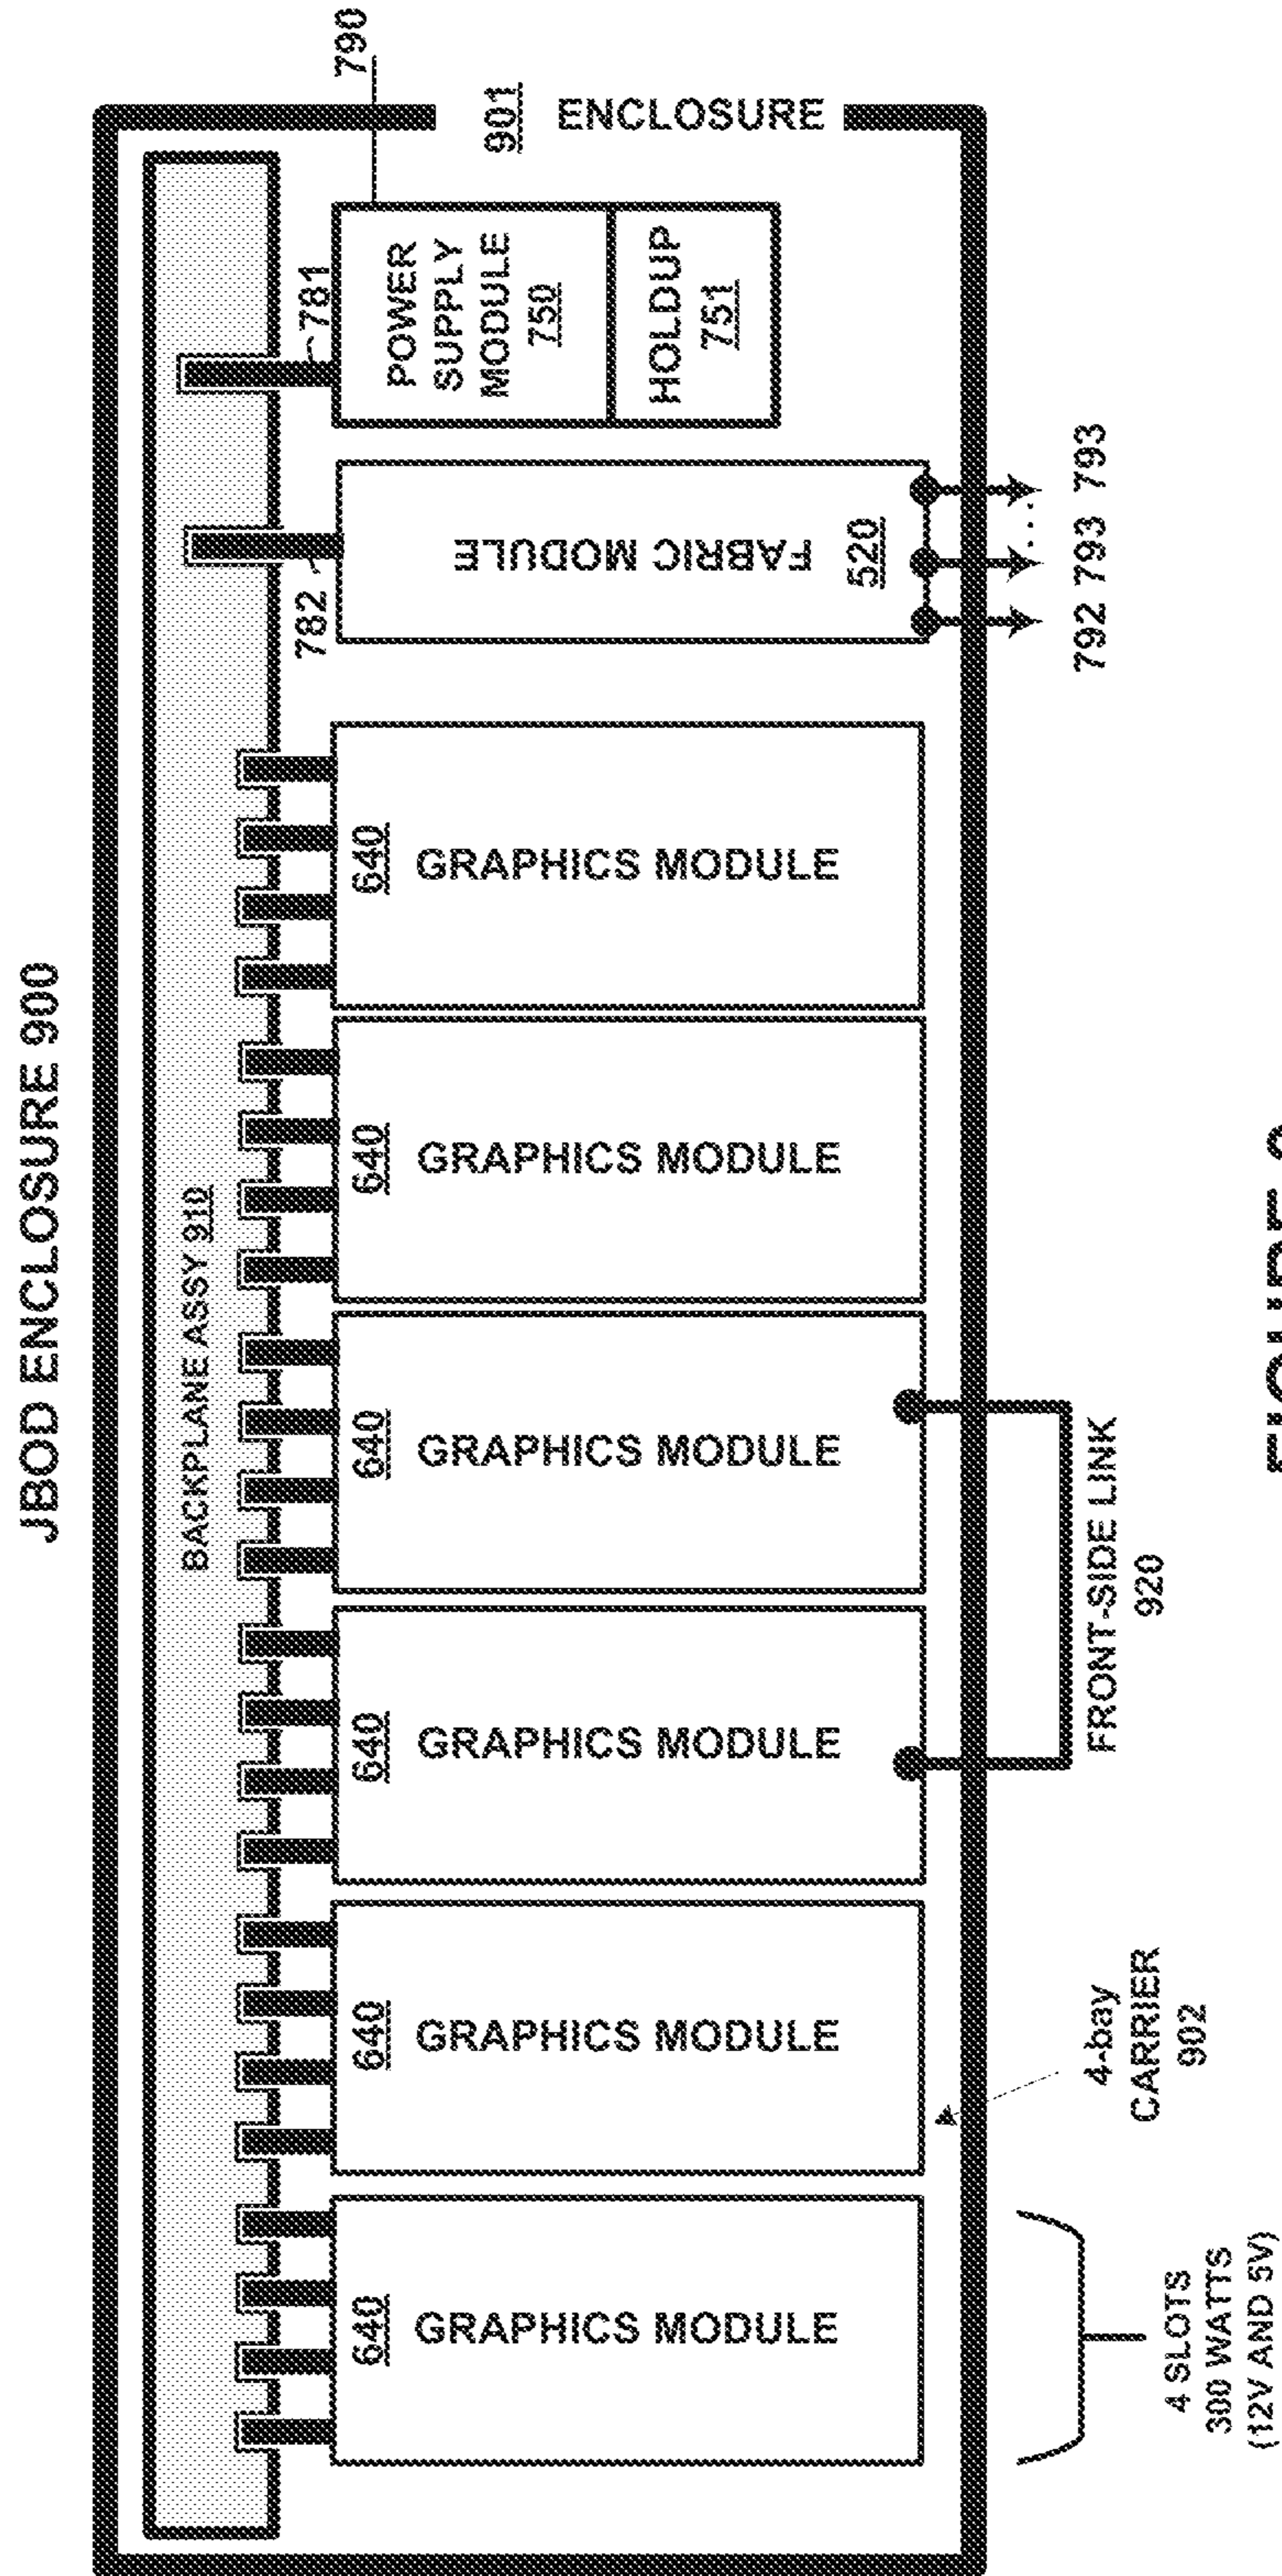 JBOD ENCLOSURE 900
BACKPLANE ASSY 910
790
901
ENCLOSURE
781
782
POWER
SUPPLY
MODULE
750
HOLDUP
751
FABRIC MODULE
520
792 793 793
...
640
GRAPHICS MODULE
640
GRAPHICS MODULE
640
GRAPHICS MODULE
640
GRAPHICS MODULE
640
GRAPHICS MODULE
640
GRAPHICS MODULE
4 SLOTS
300 WATTS
(12V AND 5V)
4-bay
CARRIER
902
FRONT-SIDE LINK
920